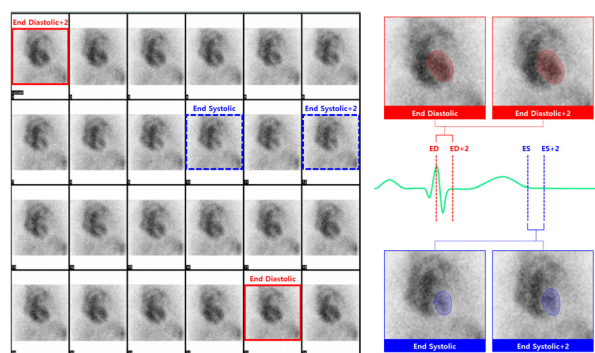 End Diastolic+2
End Systolic
End Systolic+2
End Diastolic
End Diastolic
End Diastolic+2
ED
ED+2
ES
ES+2
End Systolic
End Systolic+2